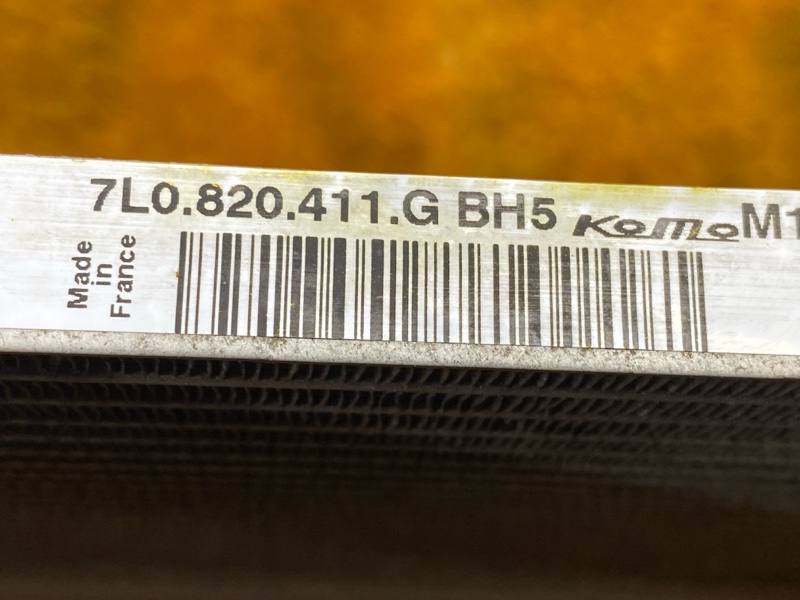 7L0.820.411.G BH5 KoMo M1
Made
in
France